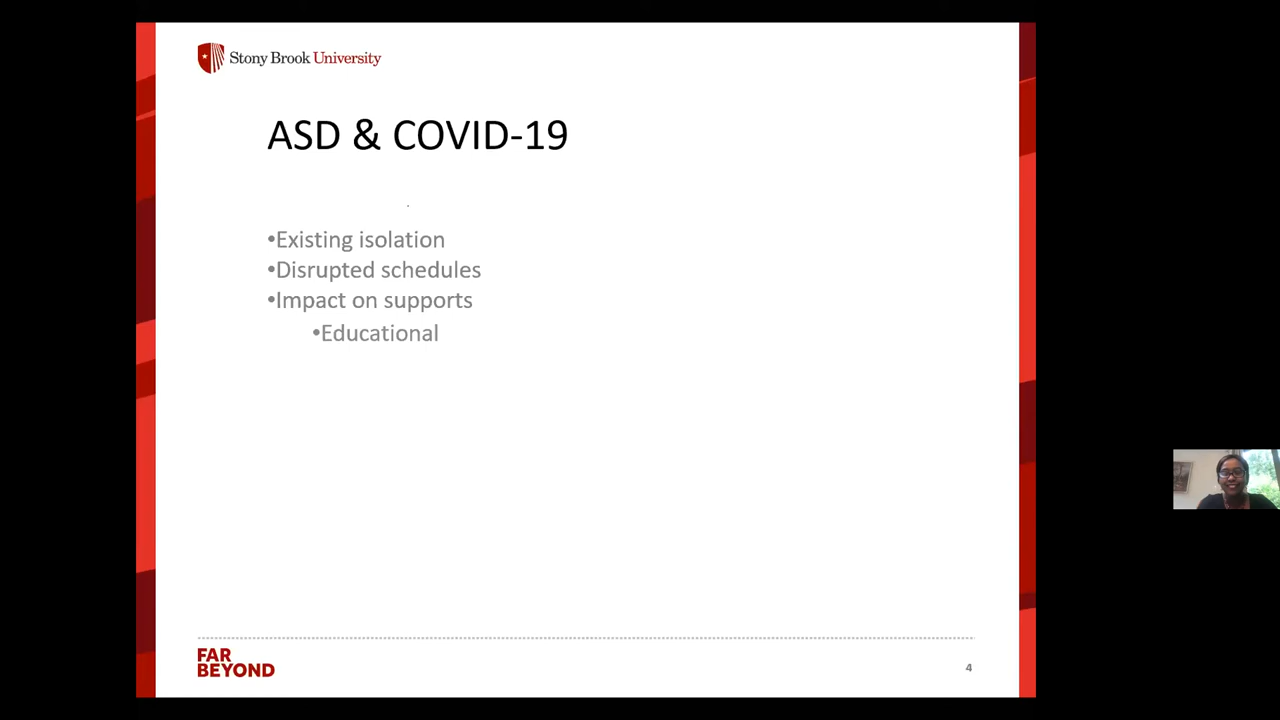 Stony Brook University
ASD & COVID-19
•Existing isolation
•Disrupted schedules
•Impact on supports
•Educational
FAR
BEYOND
4